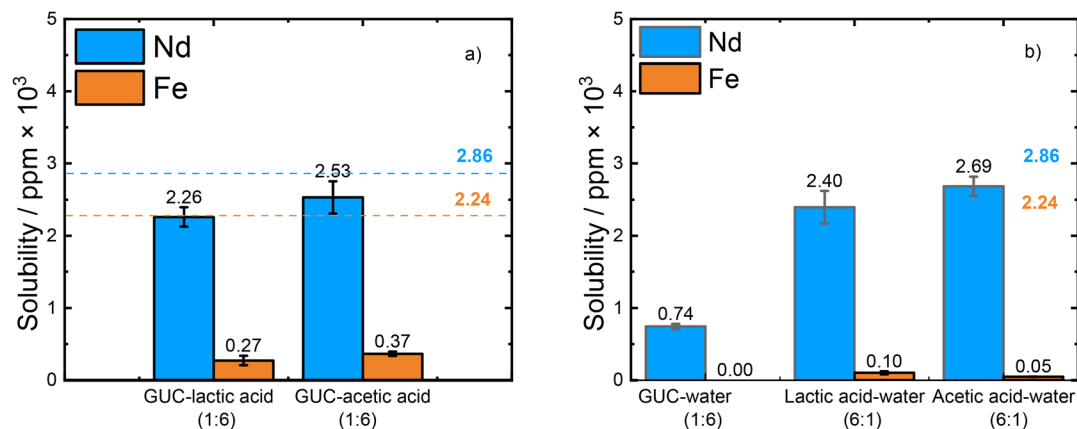 Solubility / ppm × 10³
5
4
3
2
1
0
Nd
Fe
a)
2.86
2.24
2.26
0.27
2.53
0.37
GUC-lactic acid
(1:6)
GUC-acetic acid
(1:6)
Solubility / ppm × 10³
5
4
3
2
1
0
Nd
Fe
b)
2.86
2.24
0.74
0.00
2.40
0.10
2.69
0.05
GUC-water
(1:6)
Lactic acid-water
(6:1)
Acetic acid-water
(6:1)